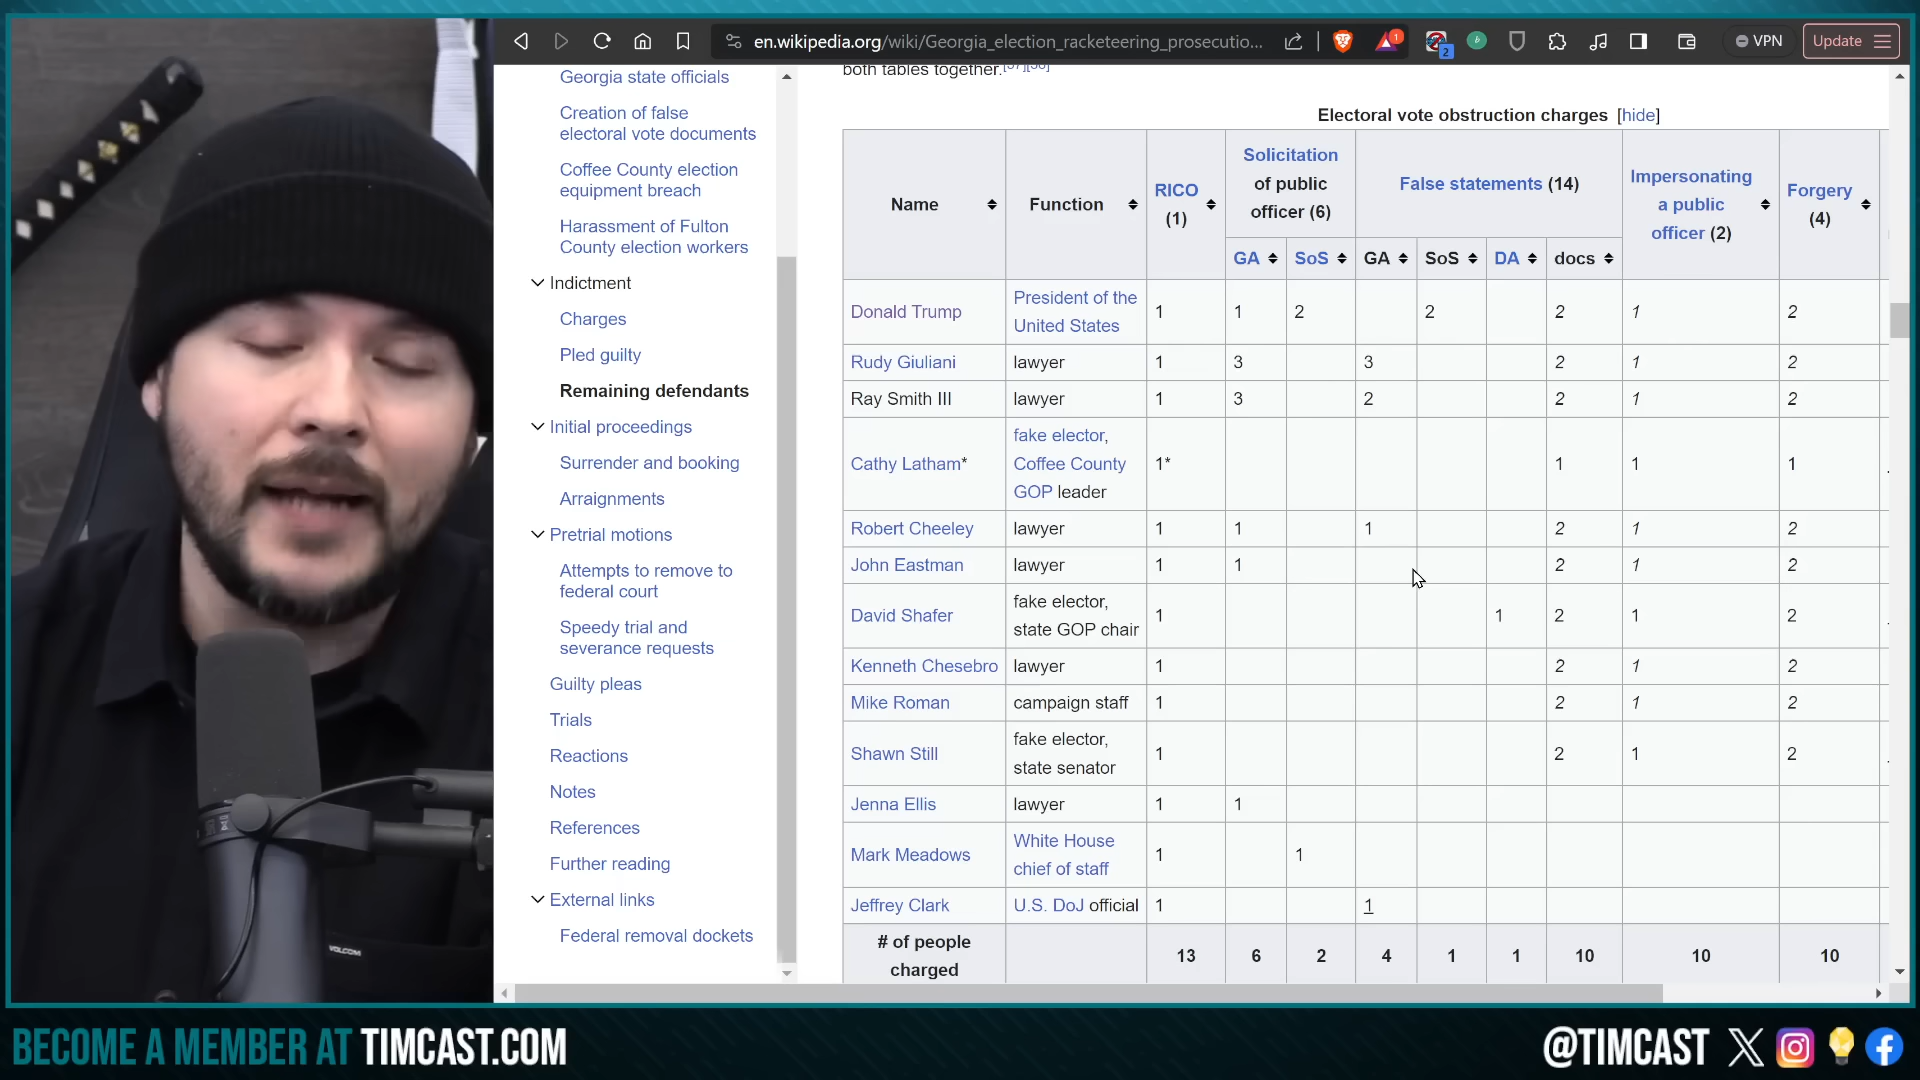 en.wikipedia.org/wiki/Georgia_election_racketeering_prosecutio...
1
2
VPN
Update
Georgia state officials
Creation of false
electoral vote documents
Coffee County election
equipment breach
Harassment of Fulton
County election workers
Indictment
Charges
Pled guilty
Remaining defendants
Initial proceedings
Surrender and booking
Arraignments
Pretrial motions
Attempts to remove to
federal court
Speedy trial and
severance requests
Guilty pleas
Trials
Reactions
Notes
References
Further reading
External links
Federal removal dockets
both tables together.
Electoral vote obstruction charges [hide]
Name
Function
RICO
(1)
Solicitation
of public
officer (6)
False statements (14)
Impersonating
a public
officer (2)
Forgery
(4)
GA SoS GA SoS DA docs
Donald Trump President of the
United States 1 1 2 2 2 1 2
Rudy Giuliani lawyer 1 3 3 2 1 2
Ray Smith III lawyer 1 3 2 2 1 2
Cathy Latham* fake elector,
Coffee County
GOP leader 1* 1 1 1
Robert Cheeley lawyer 1 1 1 2 1 2
John Eastman lawyer 1 1 2 1 2
David Shafer fake elector,
state GOP chair 1 1 2 1 2
Kenneth Chesebro lawyer 1 2 1 2
Mike Roman campaign staff 1 2 1 2
Shawn Still fake elector,
state senator 1 2 1 2
Jenna Ellis lawyer 1 1
Mark Meadows White House
chief of staff 1 1
Jeffrey Clark U.S. DoJ official 1 1
# of people
charged 13 6 2 4 1 1 10 10 10
VOLCOM
BECOME A MEMBER AT TIMCAST.COM
@TIMCAST